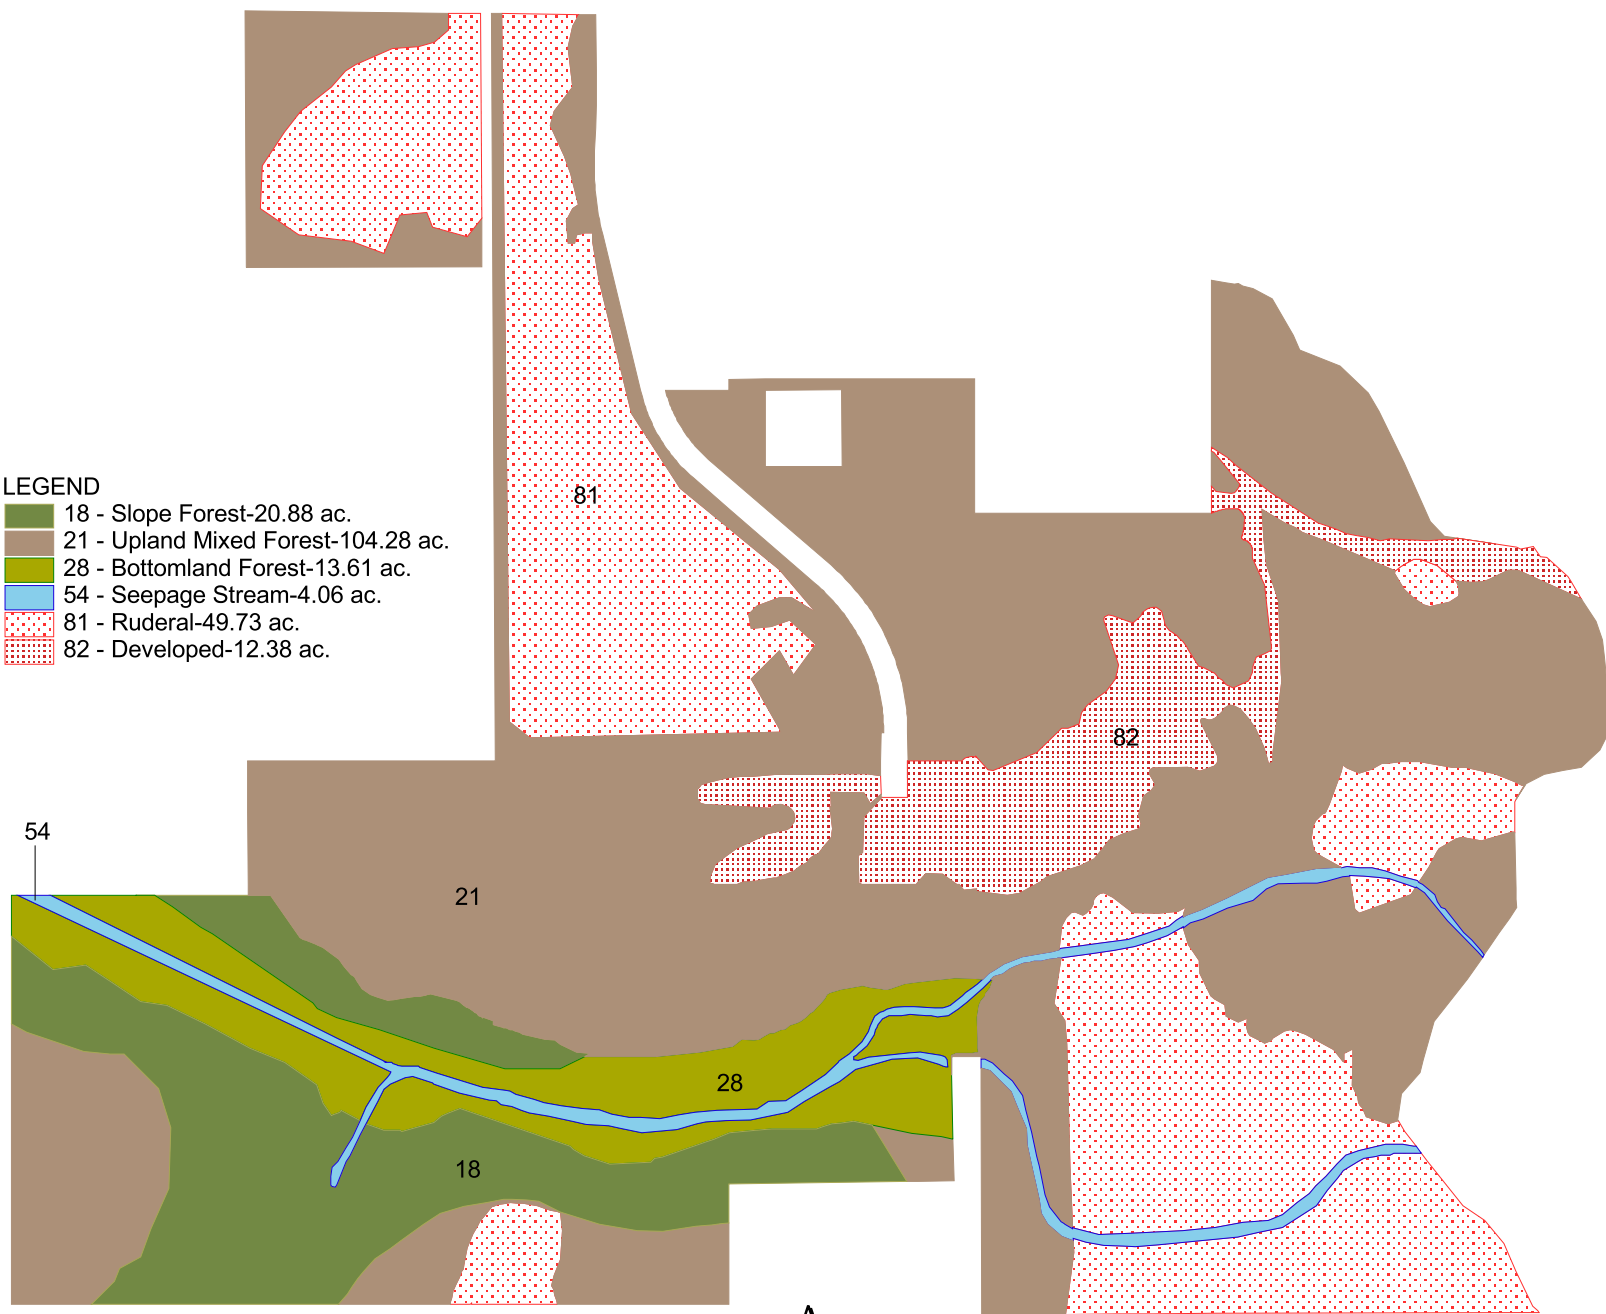 81
LEGEND
18 - Slope Forest-20.88 ac.
21 - Upland Mixed Forest-104.28 ac.
28 - Bottomland Forest-13.61 ac.
54 - Seepage Stream-4.06 ac.
81 - Ruderal-49.73 ac.
82 - Developed-12.38 ac.
82
54
21
28
18